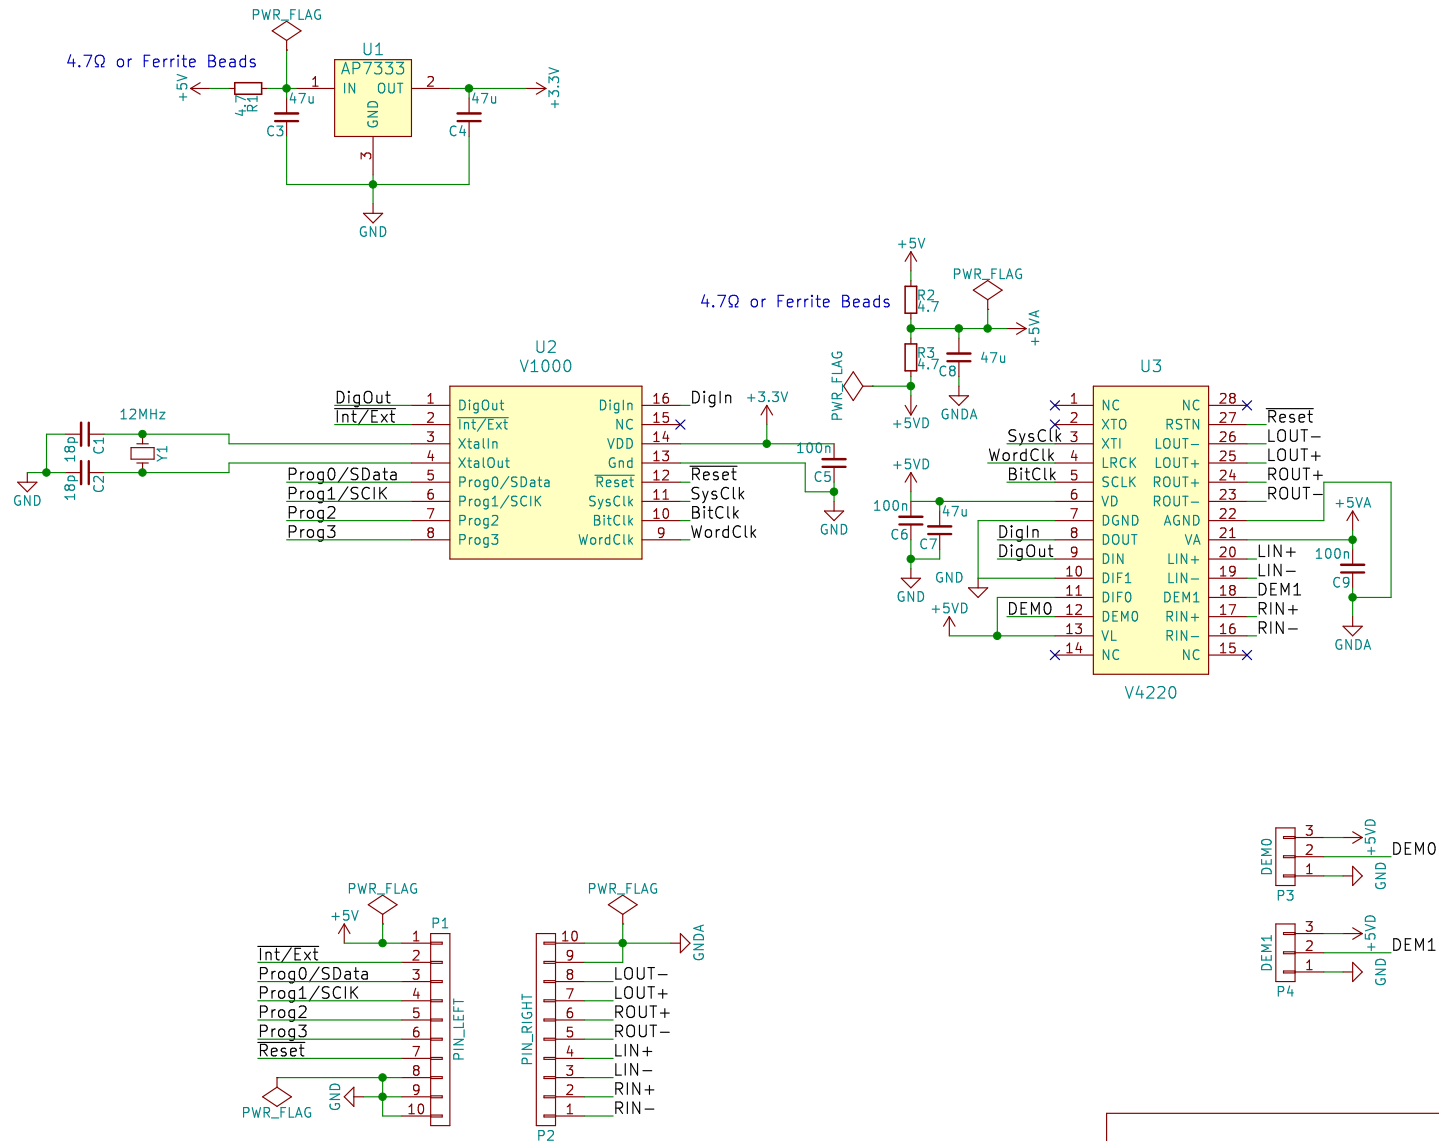 PWR_FLAG
4.7Ω or Ferrite Beads
U1
AP7333
+5V
4.7
R1
47u
C3
1
IN
OUT
2
GND
3
47u
C4
+3.3V
GND
+5V
PWR_FLAG
4.7Ω or Ferrite Beads
R2
4.7
+5VA
R3
4.7
C8
47u
PWR_FLAG
GNDA
+5VD
U2
V1000
DigOut
1
DigOut
Int/Ext
2
Int/Ext
3
XtalIn
4
XtalOut
Prog0/SData
5
Prog0/SData
Prog1/SCIK
6
Prog1/SCIK
Prog2
7
Prog2
Prog3
8
Prog3
DigIn
16
DigIn
NC
15
VDD
14
Gnd
13
Reset
12
Reset
SysClk
11
SysClk
BitClk
10
BitClk
WordClk
9
WordClk
12MHz
18p
C1
Y1
18p
C2
GND
+3.3V
100n
C5
GND
+5VD
100n
C6
47u
C7
GND
GND
+5VD
U3
1
NC
2
XTO
SysClk
3
XTI
WordClk
4
LRCK
BitClk
5
SCLK
6
VD
7
DGND
DigIn
8
DOUT
DigOut
9
DIN
10
DIF1
11
DIF0
DEM0
12
DEM0
13
VL
14
NC
NC
28
RSTN
27
Reset
LOUT-
26
LOUT-
LOUT+
25
LOUT+
ROUT+
24
ROUT+
ROUT-
23
ROUT-
AGND
22
VA
21
LIN+
20
LIN+
LIN-
19
LIN-
DEM1
18
DEM1
RIN+
17
RIN+
RIN-
16
RIN-
NC
15
V4220
+5VA
100n
C9
GNDA
DEM0
3
+5VD
2
DEM0
1
GND
P3
DEM1
3
+5VD
2
DEM1
1
GND
P4
PWR_FLAG
+5V
P1
1
Int/Ext
2
Prog0/SData
3
Prog1/SCIK
4
Prog2
5
Prog3
6
Reset
7
8
9
10
PIN_LEFT
GND
PWR_FLAG
PWR_FLAG
GNDA
10
9
8
LOUT-
7
LOUT+
6
ROUT+
5
ROUT-
4
LIN+
3
LIN-
2
RIN+
1
RIN-
PIN_RIGHT
P2